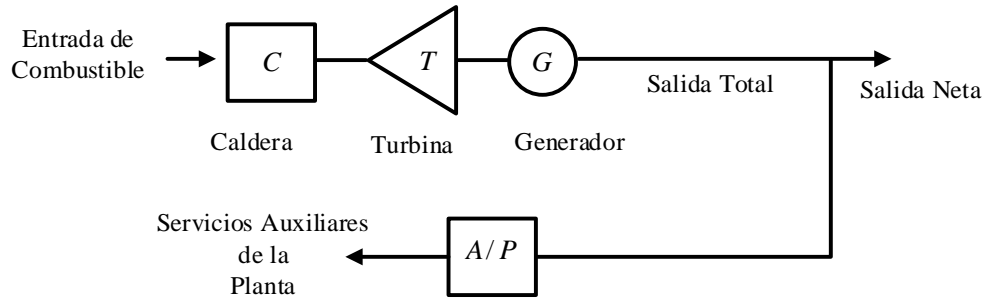 Entrada de
Combustible
C
T
G
Salida Total
Salida Neta
Caldera
Turbina
Generador
Servicios Auxiliares
de la
Planta
A/P